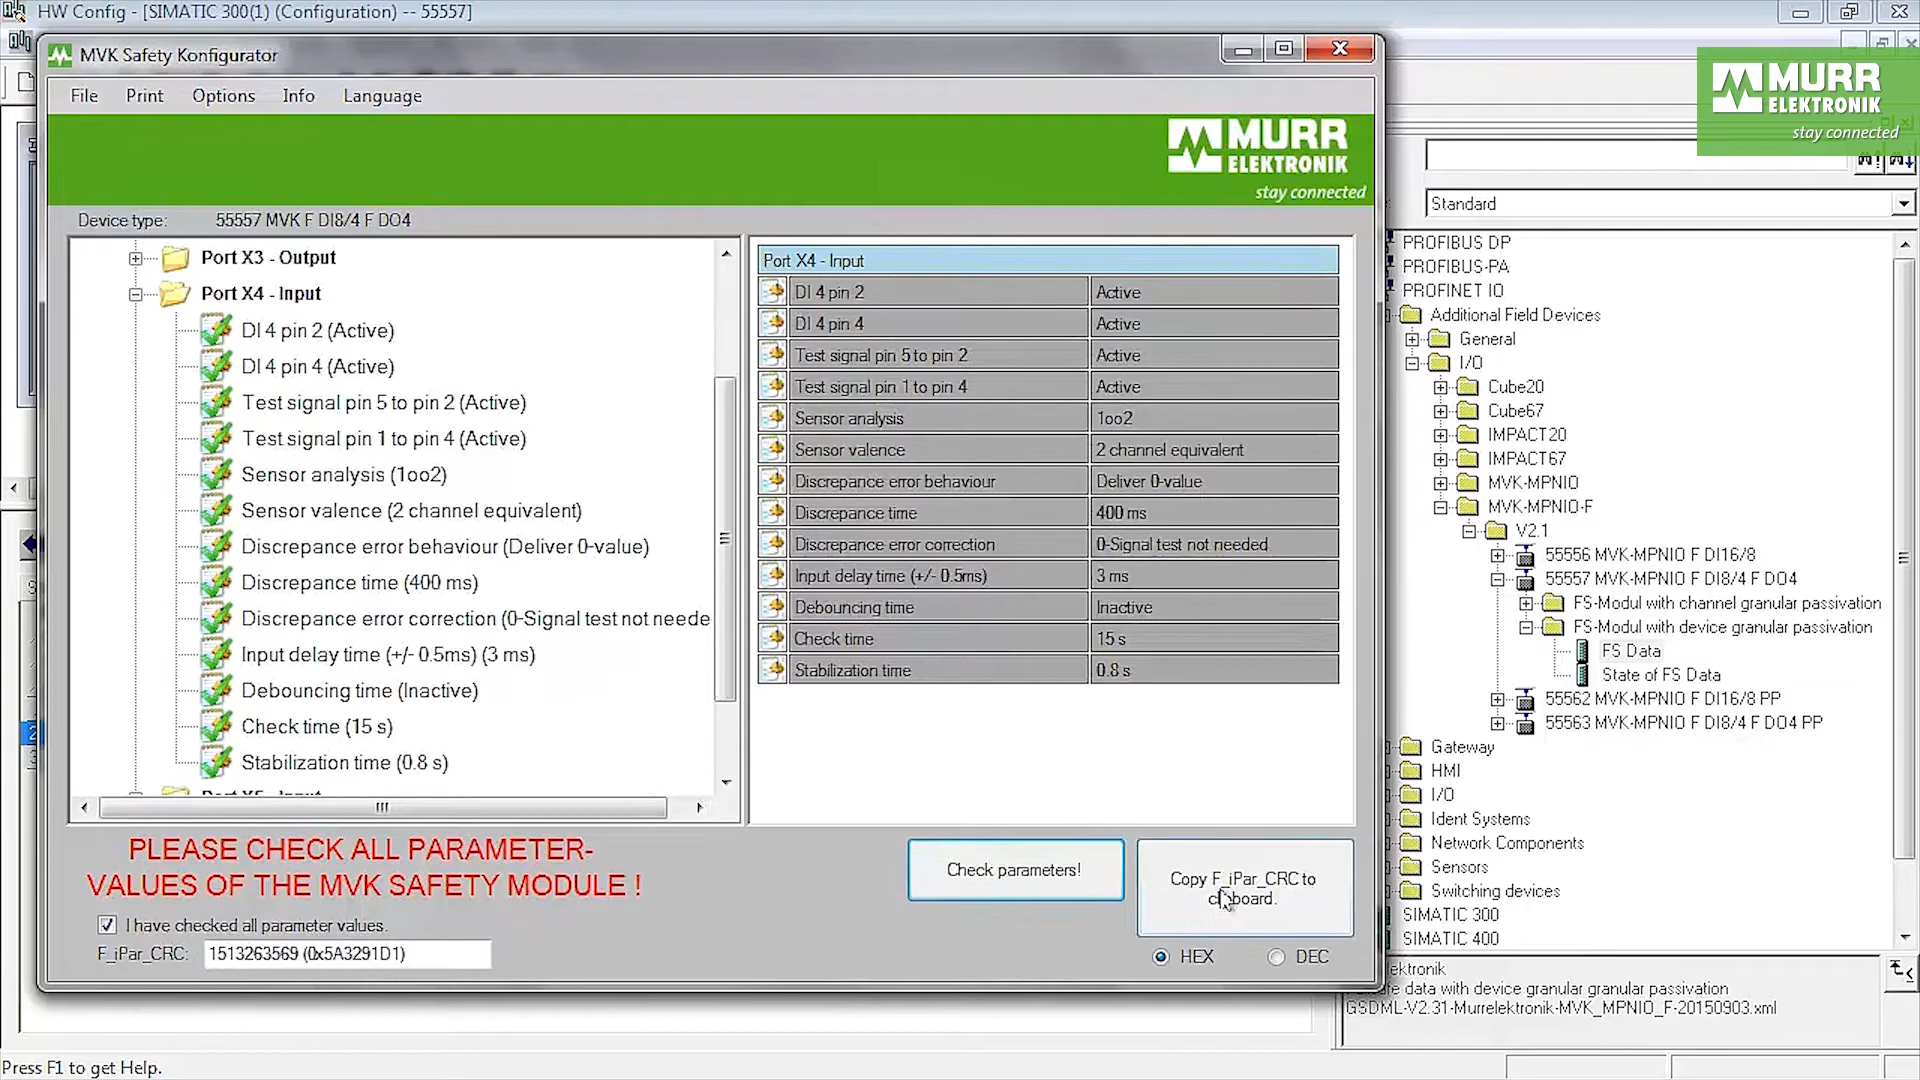 HW Config - [SIMATIC 300(1) (Configuration) -- 55557]
MVK Safety Konfigurator
File Print Options Info Language
MURR
ELEKTRONIK
stay connected
MURR
ELEKTRONIK
stay connected
Device type: 55557 MVK F DI8/4 F DO4
Port X3 - Output
Port X4 - Input
DI 4 pin 2 (Active)
DI 4 pin 4 (Active)
Test signal pin 5 to pin 2 (Active)
Test signal pin 1 to pin 4 (Active)
Sensor analysis (1oo2)
Sensor valence (2 channel equivalent)
Discrepance error behaviour (Deliver 0-value)
Discrepance time (400 ms)
Discrepance error correction (0-Signal test not neede
Input delay time (+/- 0.5ms) (3 ms)
Debouncing time (Inactive)
Check time (15 s)
Stabilization time (0.8 s)
Port X4 - Input
DI 4 pin 2 Active
DI 4 pin 4 Active
Test signal pin 5 to pin 2 Active
Test signal pin 1 to pin 4 Active
Sensor analysis 1oo2
Sensor valence 2 channel equivalent
Discrepance error behaviour Deliver 0-value
Discrepance time 400 ms
Discrepance error correction 0-Signal test not needed
Input delay time (+/- 0.5ms) 3 ms
Debouncing time Inactive
Check time 15 s
Stabilization time 0.8 s
PLEASE CHECK ALL PARAMETER-
VALUES OF THE MVK SAFETY MODULE !
I have checked all parameter values.
F_iPar_CRC: 1513263569 (0x5A3291D1)
Check parameters!
Copy F_iPar_CRC to
HEX DEC
Standard
PROFIBUS DP
PROFIBUS-PA
PROFINET IO
Additional Field Devices
General
I/O
Cube20
Cube67
IMPACT20
IMPACT67
MVK-MPNIO
MVK-MPNIO-F
V2.1
55556 MVK-MPNIO F DI16/8
55557 MVK-MPNIO F DI8/4 F DO4
FS-Modul with channel granular passivation
FS-Modul with device granular passivation
FS Data
State of FS Data
55562 MVK-MPNIO F DI16/8 PP
55563 MVK-MPNIO F DI8/4 F DO4 PP
Gateway
HMI
I/O
Ident Systems
Network Components
Sensors
Switching devices
SIMATIC 300
SIMATIC 400
ektronik
data with device granular granular passivation
GSDML-V2.31-Murrelektronik-MVK_MPNIO_F-20150903.xml
Press F1 to get Help.